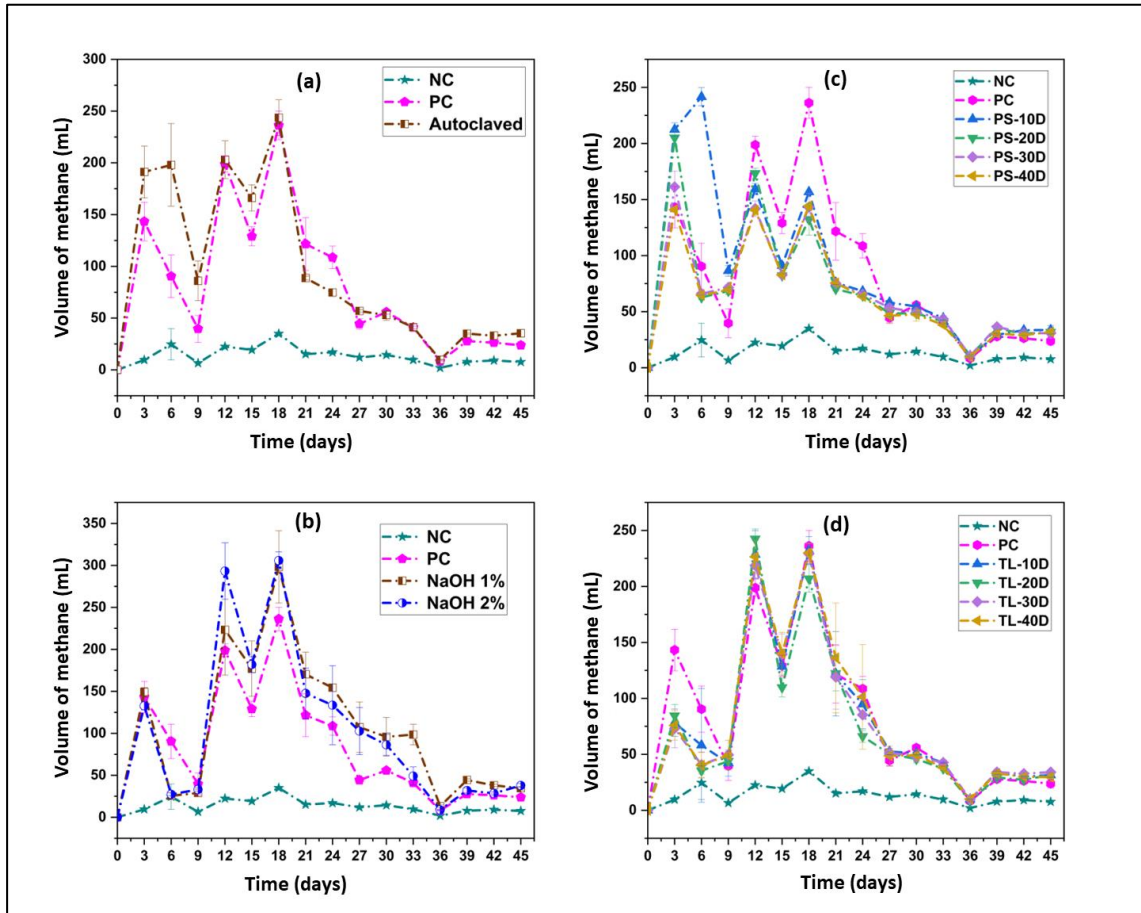 (a)
NC
PC
Autoclaved
Volume of methane (mL)
300
250
200
150
100
50
0
0 3 6 9 12 15 18 21 24 27 30 33 36 39 42 45
Time (days)
(c)
NC
PC
PS-10D
PS-20D
PS-30D
PS-40D
Volume of methane (mL)
250
200
150
100
50
0
0 3 6 9 12 15 18 21 24 27 30 33 36 39 42 45
Time (days)
(b)
NC
PC
NaOH 1%
NaOH 2%
Volume of methane (mL)
350
300
250
200
150
100
50
0
0 3 6 9 12 15 18 21 24 27 30 33 36 39 42 45
Time (days)
(d)
NC
PC
TL-10D
TL-20D
TL-30D
TL-40D
Volume of methane (mL)
250
200
150
100
50
0
0 3 6 9 12 15 18 21 24 27 30 33 36 39 42 45
Time (days)